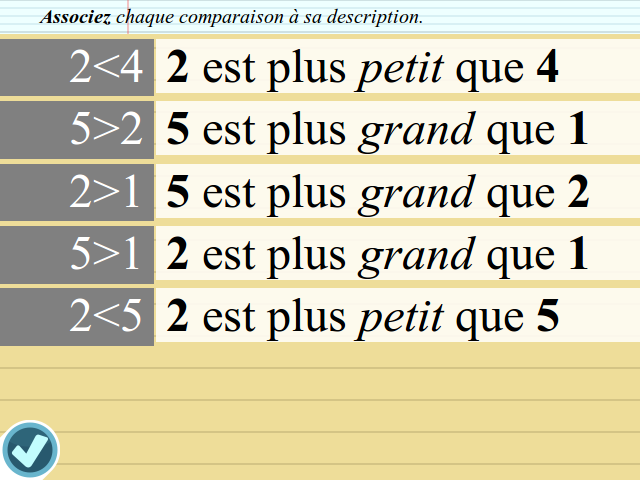 Associez chaque comparaison à sa description.
2<4 2 est plus petit que 4
5>2 5 est plus grand que 1
2>1 5 est plus grand que 2
5>1 2 est plus grand que 1
2<5 2 est plus petit que 5